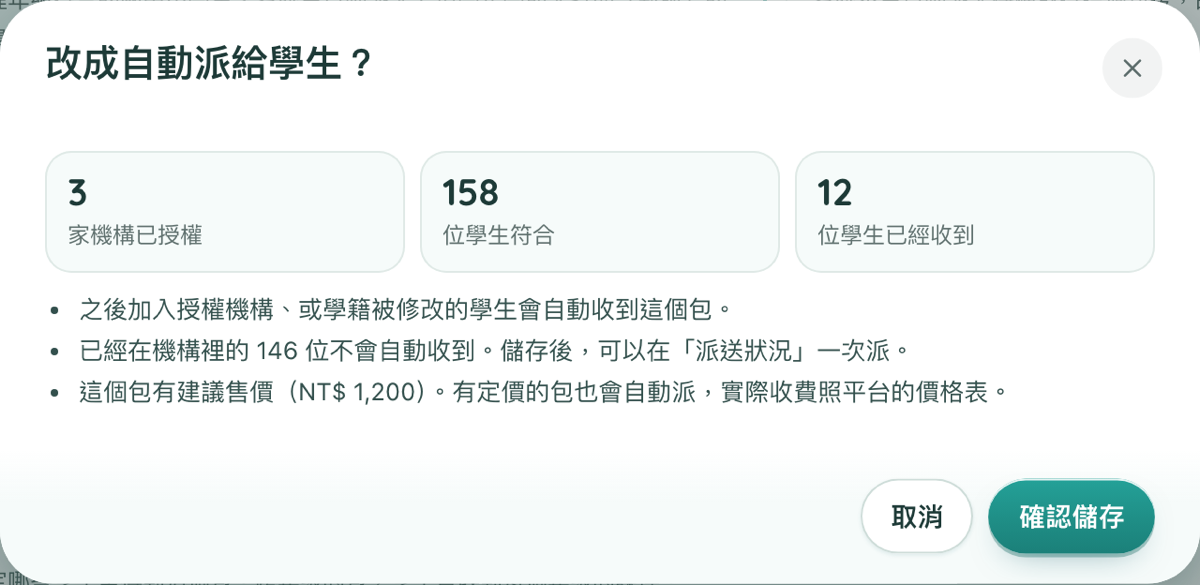 改成自動派給學生？
3
家機構已授權
158
位學生符合
12
位學生已經收到
• 之後加入授權機構、或學籍被修改的學生會自動收到這個包。
• 已經在機構裡的 146 位不會自動收到。儲存後，可以在「派送狀況」一次派。
• 這個包有建議售價（NT$ 1,200）。有定價的包也會自動派，實際收費照平台的價格表。
取消
確認儲存